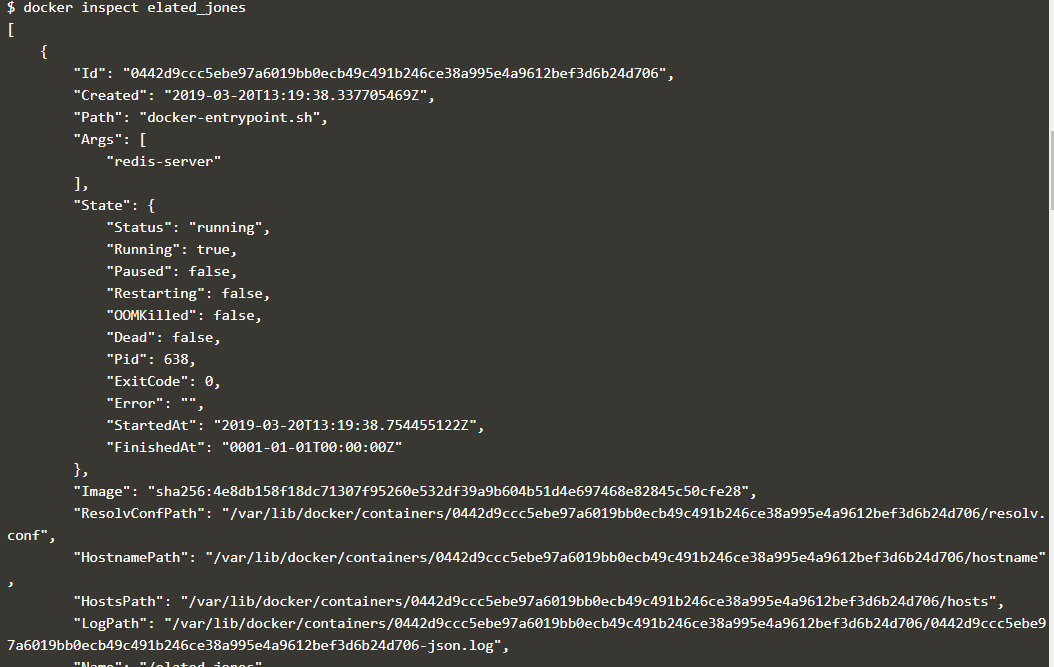 $ docker inspect elated_jones
[
    {
        "Id": "0442d9ccc5ebe97a6019bb0ecb49c491b246ce38a995e4a9612bef3d6b24d706",
        "Created": "2019-03-20T13:19:38.337705469Z",
        "Path": "docker-entrypoint.sh",
        "Args": [
            "redis-server"
        ],
        "State": {
            "Status": "running",
            "Running": true,
            "Paused": false,
            "Restarting": false,
            "OOMKilled": false,
            "Dead": false,
            "Pid": 638,
            "ExitCode": 0,
            "Error": "",
            "StartedAt": "2019-03-20T13:19:38.754455122Z",
            "FinishedAt": "0001-01-01T00:00:00Z"
        },
        "Image": "sha256:4e8db158f18dc71307f95260e532df39a9b604b51d4e697468e82845c50cfe28",
        "ResolvConfPath": "/var/lib/docker/containers/0442d9ccc5ebe97a6019bb0ecb49c491b246ce38a995e4a9612bef3d6b24d706/resolv.
conf",
        "HostnamePath": "/var/lib/docker/containers/0442d9ccc5ebe97a6019bb0ecb49c491b246ce38a995e4a9612bef3d6b24d706/hostname"
,
        "HostsPath": "/var/lib/docker/containers/0442d9ccc5ebe97a6019bb0ecb49c491b246ce38a995e4a9612bef3d6b24d706/hosts",
        "LogPath": "/var/lib/docker/containers/0442d9ccc5ebe97a6019bb0ecb49c491b246ce38a995e4a9612bef3d6b24d706/0442d9ccc5ebe9
7a6019bb0ecb49c491b246ce38a995e4a9612bef3d6b24d706-json.log",
        "Name": "/elated_jones"